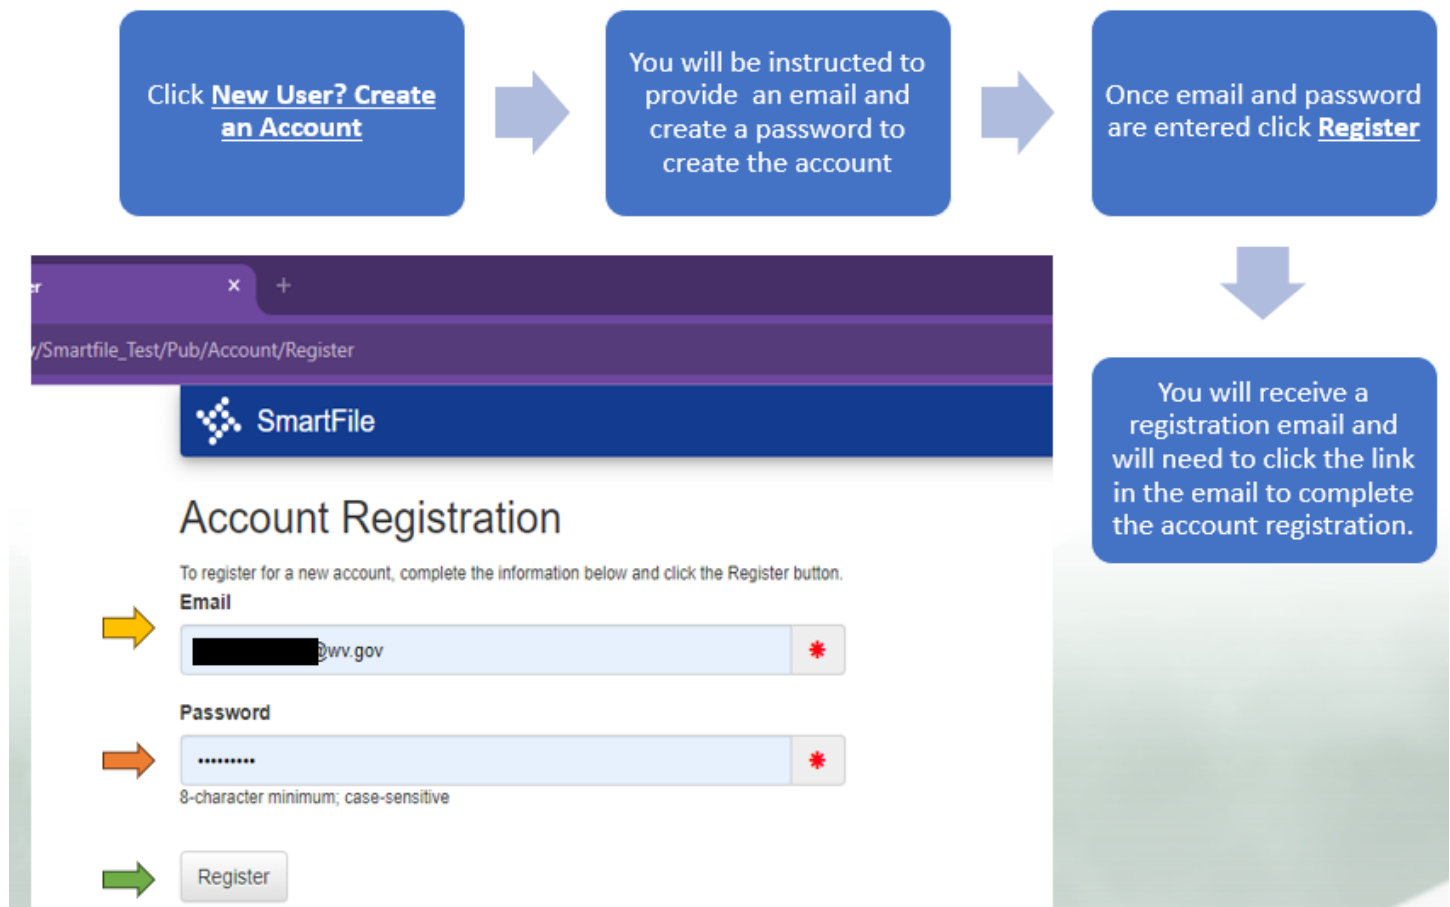 Click New User? Create
an Account
You will be instructed to
provide an email and
create a password to
create the account
Once email and password
are entered click Register
You will receive a
registration email and
will need to click the link
in the email to complete
the account registration.
er × +
y/Smartfile_Test/Pub/Account/Register
SmartFile
Account Registration
To register for a new account, complete the information below and click the Register button.
Email
@wv.gov
Password
•••••••••
8-character minimum; case-sensitive
Register